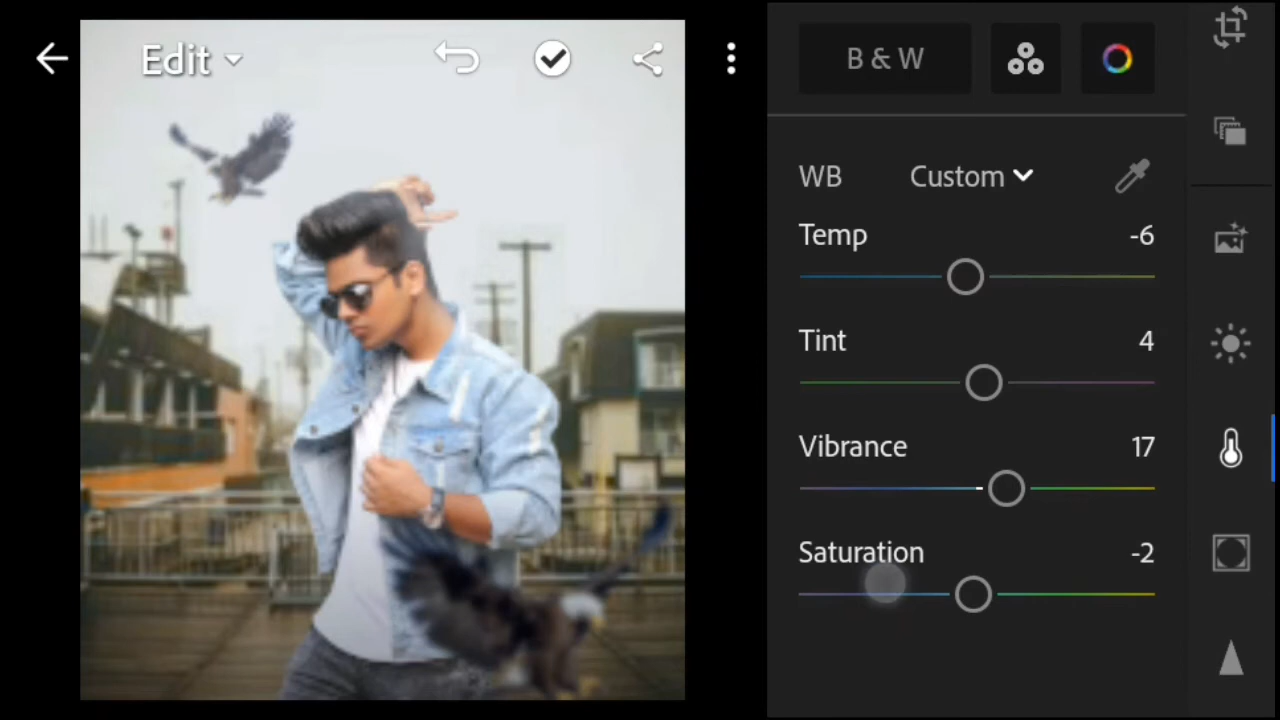 Edit
B & W
WB Custom
Temp -6
Tint 4
Vibrance 17
Saturation -2